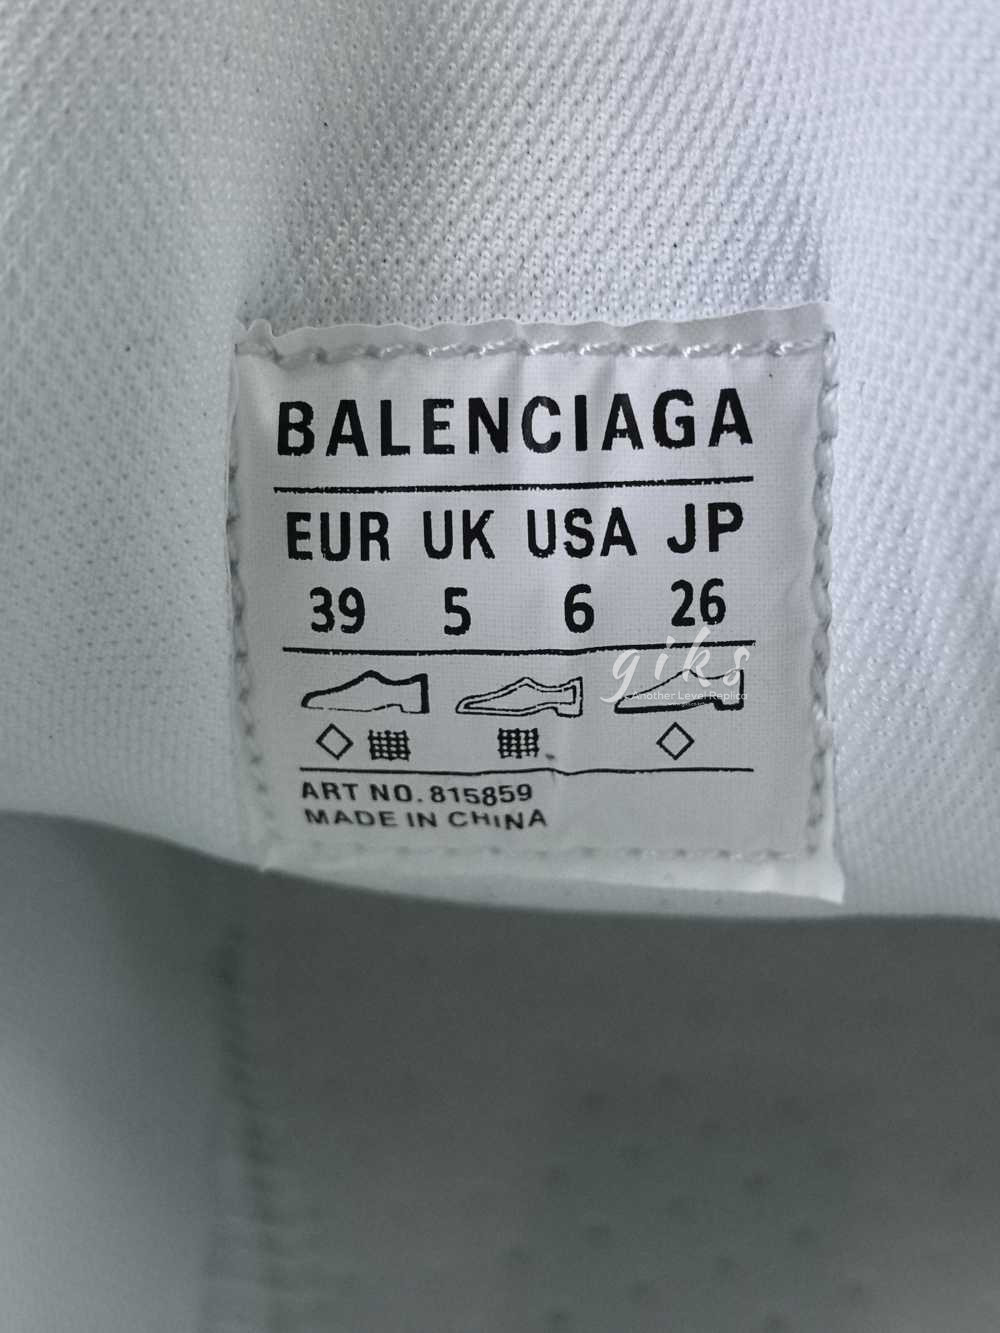 BALENCIAGA
EUR UK USA JP
39 5 6 26
giks
Another Level Replica
ART NO. 815859
MADE IN CHINA